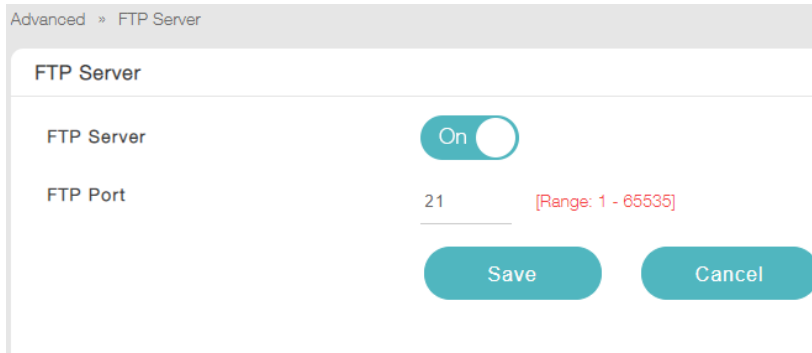 Advanced » FTP Server
FTP Server
FTP Server On
FTP Port 21 [Range: 1 - 65535]
Save Cancel